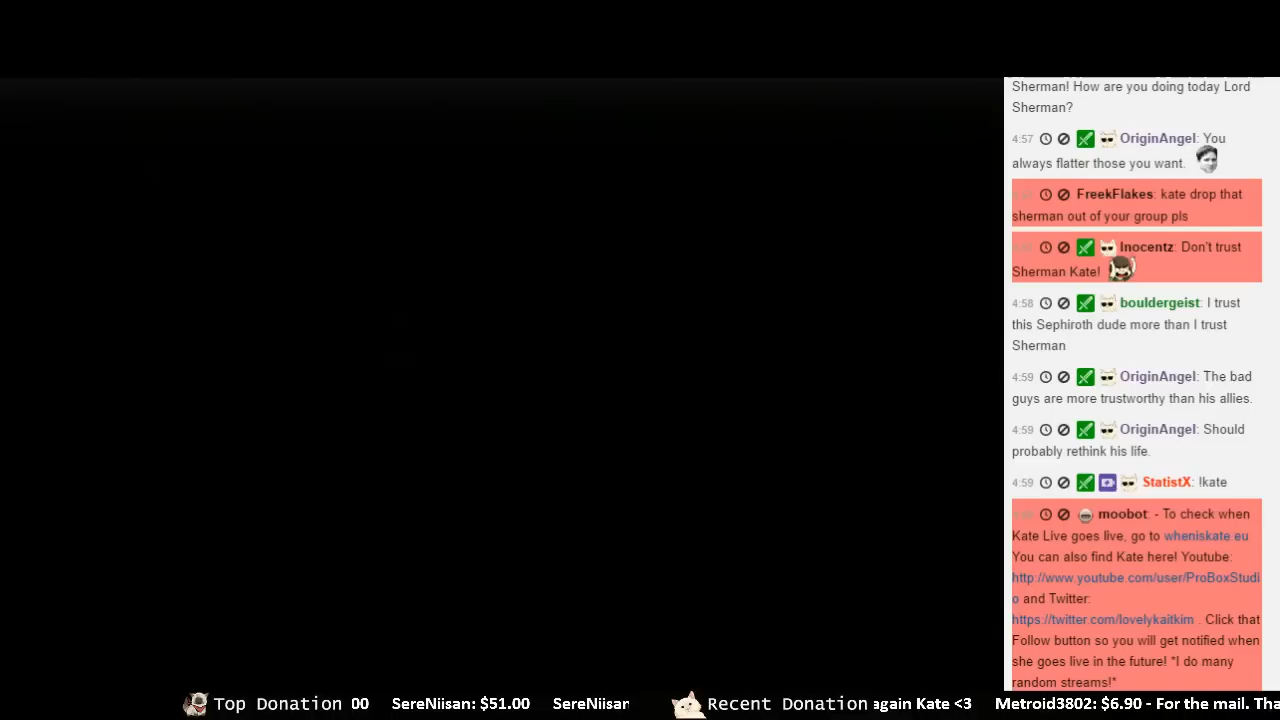 Sherman! How are you doing today Lord
Sherman?
4:57 OriginAngel: You
always flatter those you want.
FreekFlakes: kate drop that
sherman out of your group pls
Inocentz: Don't trust
Sherman Kate!
4:58 bouldergeist: I trust
this Sephiroth dude more than I trust
Sherman
4:59 OriginAngel: The bad
guys are more trustworthy than his allies.
4:59 OriginAngel: Should
probably rethink his life.
4:59 StatistX: !kate
moobot: - To check when
Kate Live goes live, go to wheniskate.eu
You can also find Kate here! Youtube:
http://www.youtube.com/user/ProBoxStudi
o and Twitter:
https://twitter.com/lovelykaitkim . Click that
Follow button so you will get notified when
she goes live in the future! *I do many
random streams!*
Top Donation SereNiisan: $51.00 SereNiisan Recent Donation again Kate <3 Metroid3802: $6.90 - For the mail.